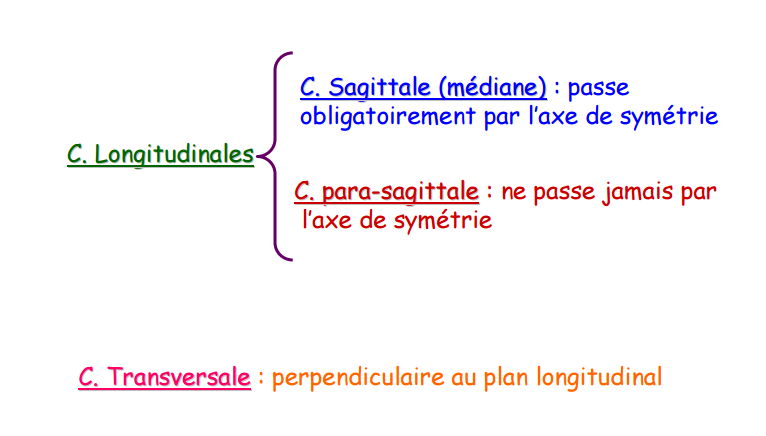 C. Sagittale (médiane) : passe
obligatoirement par l’axe de symétrie
C. Longitudinales
C. para-sagittale : ne passe jamais par
l’axe de symétrie
C. Transversale : perpendiculaire au plan longitudinal